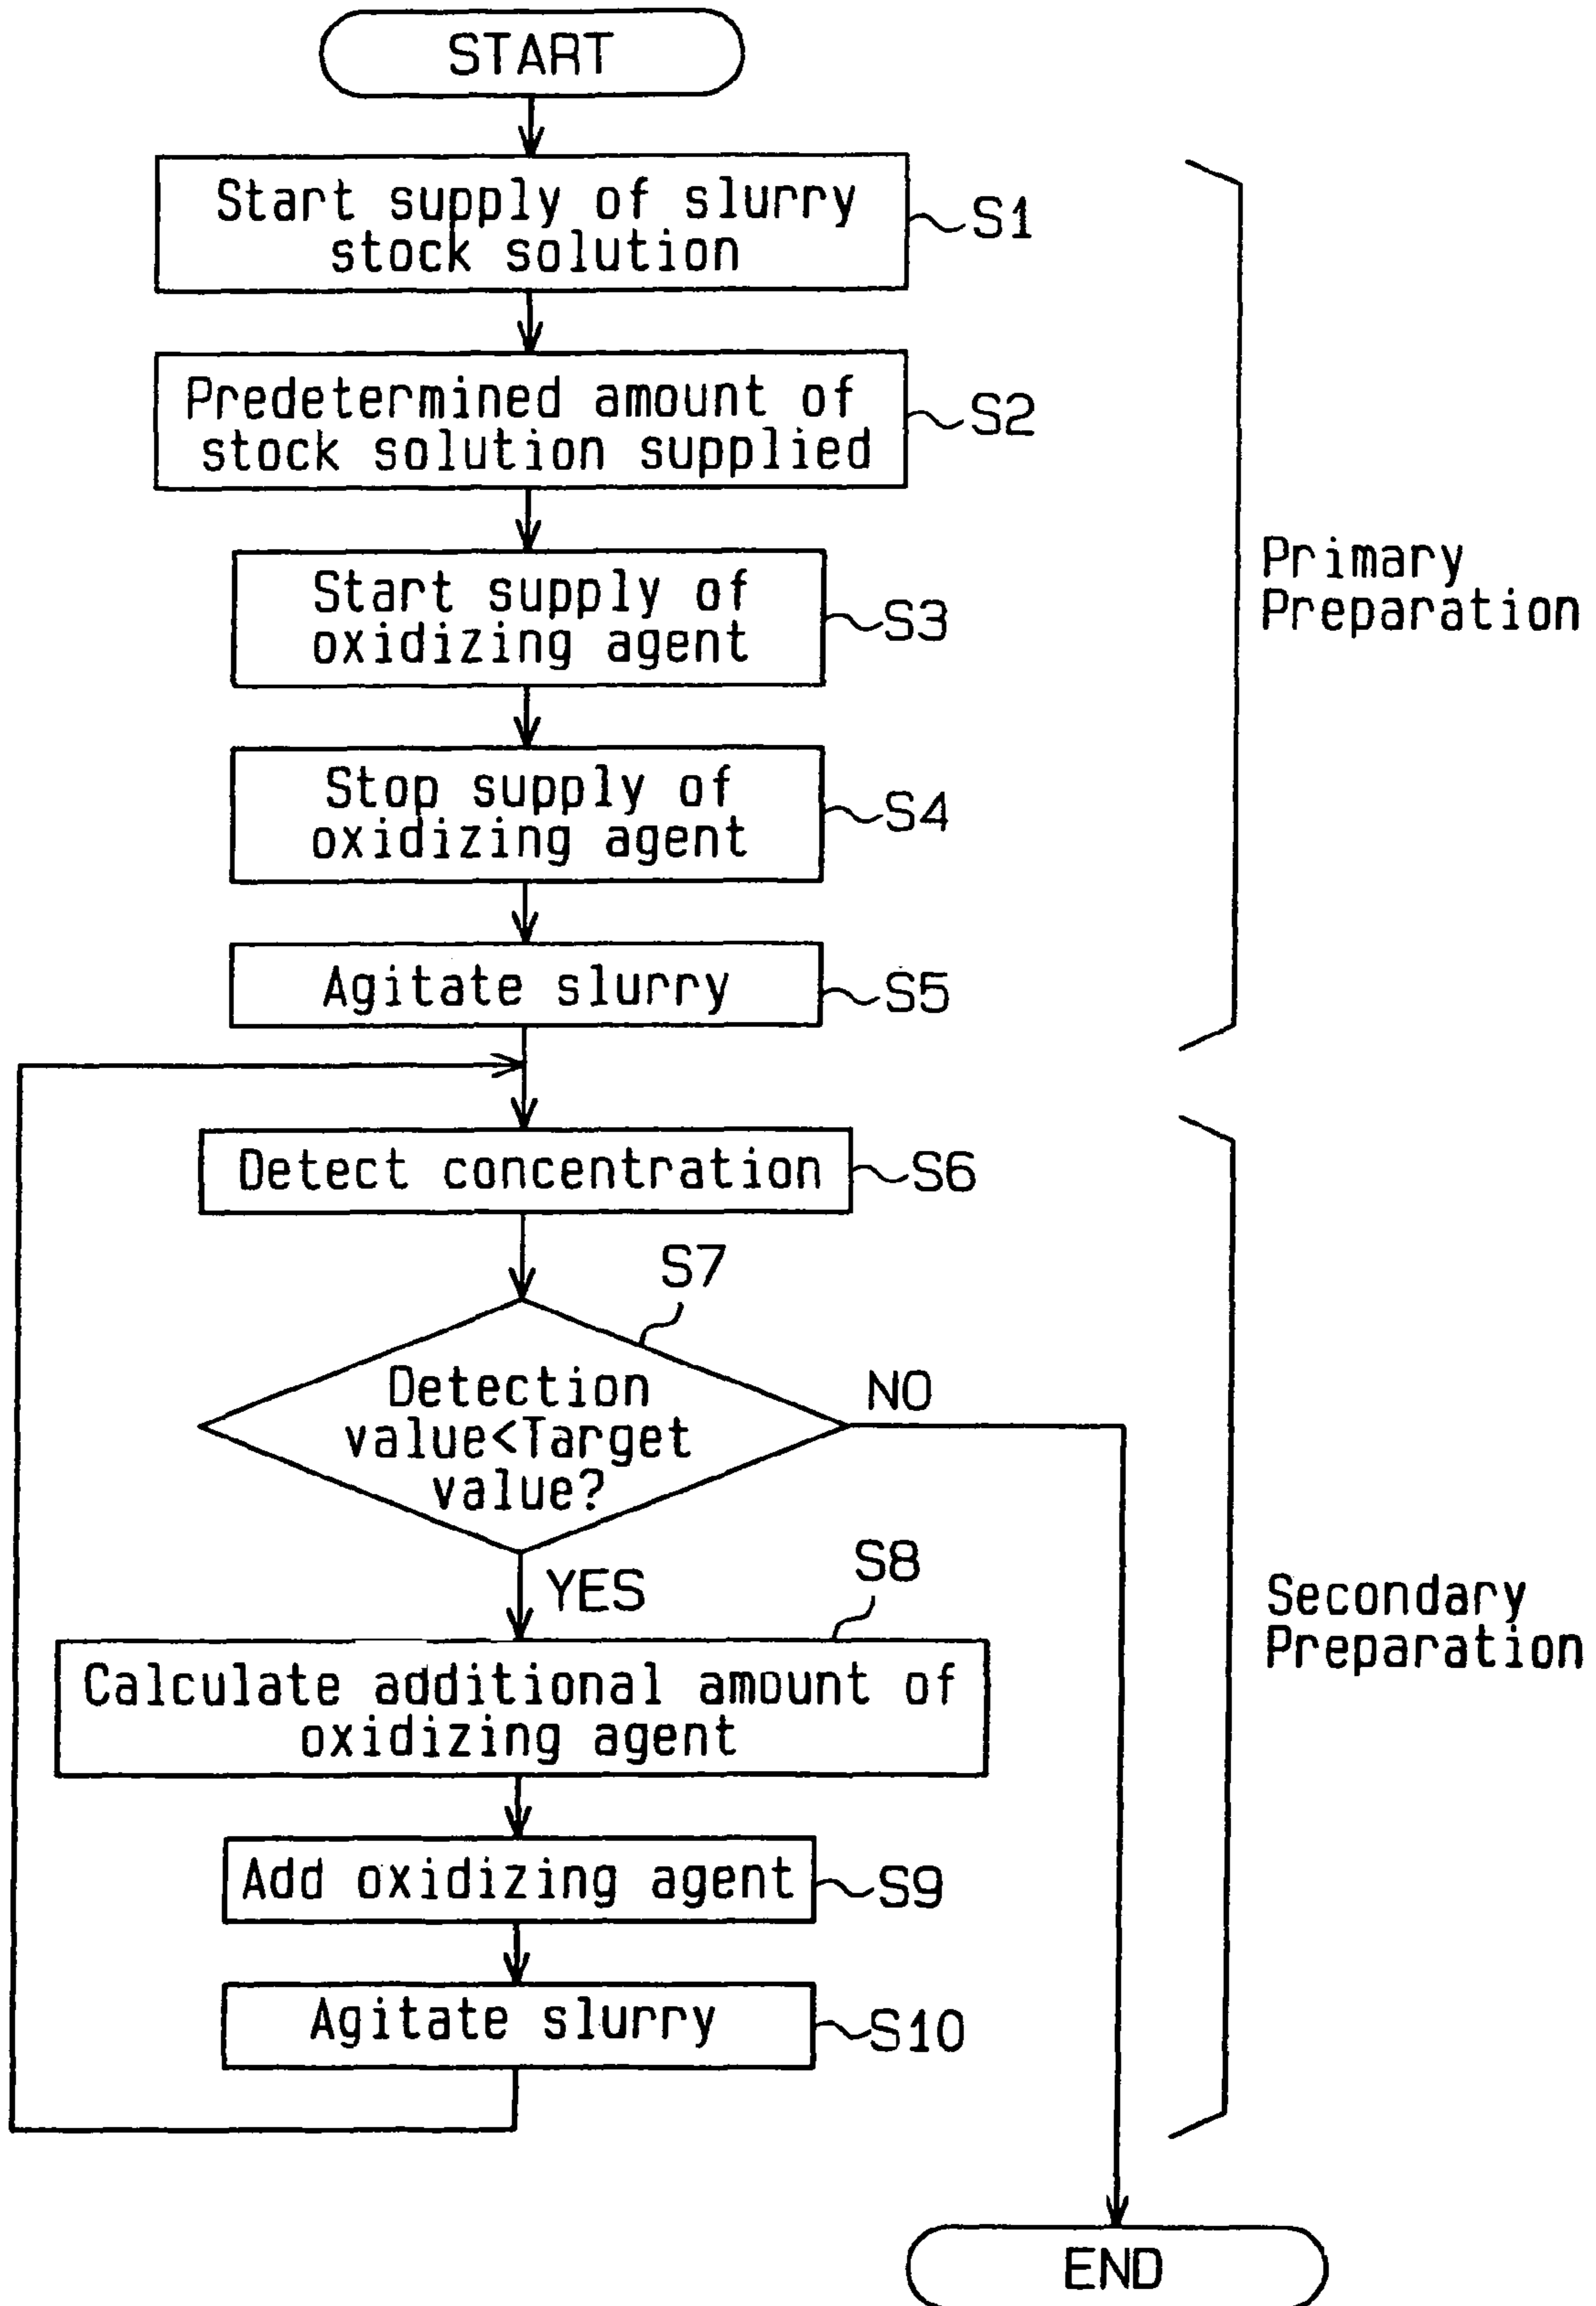 START
Start supply of slurry
stock solution
S1
Predetermined amount of
stock solution supplied
S2
Start supply of
oxidizing agent
S3
Stop supply of
oxidizing agent
S4
Agitate slurry
S5
Primary
Preparation
Detect concentration
S6
S7
Detection
value<Target
value?
NO
YES
S8
Calculate additional amount of
oxidizing agent
Add oxidizing agent
S9
Agitate slurry
S10
Secondary
Preparation
END